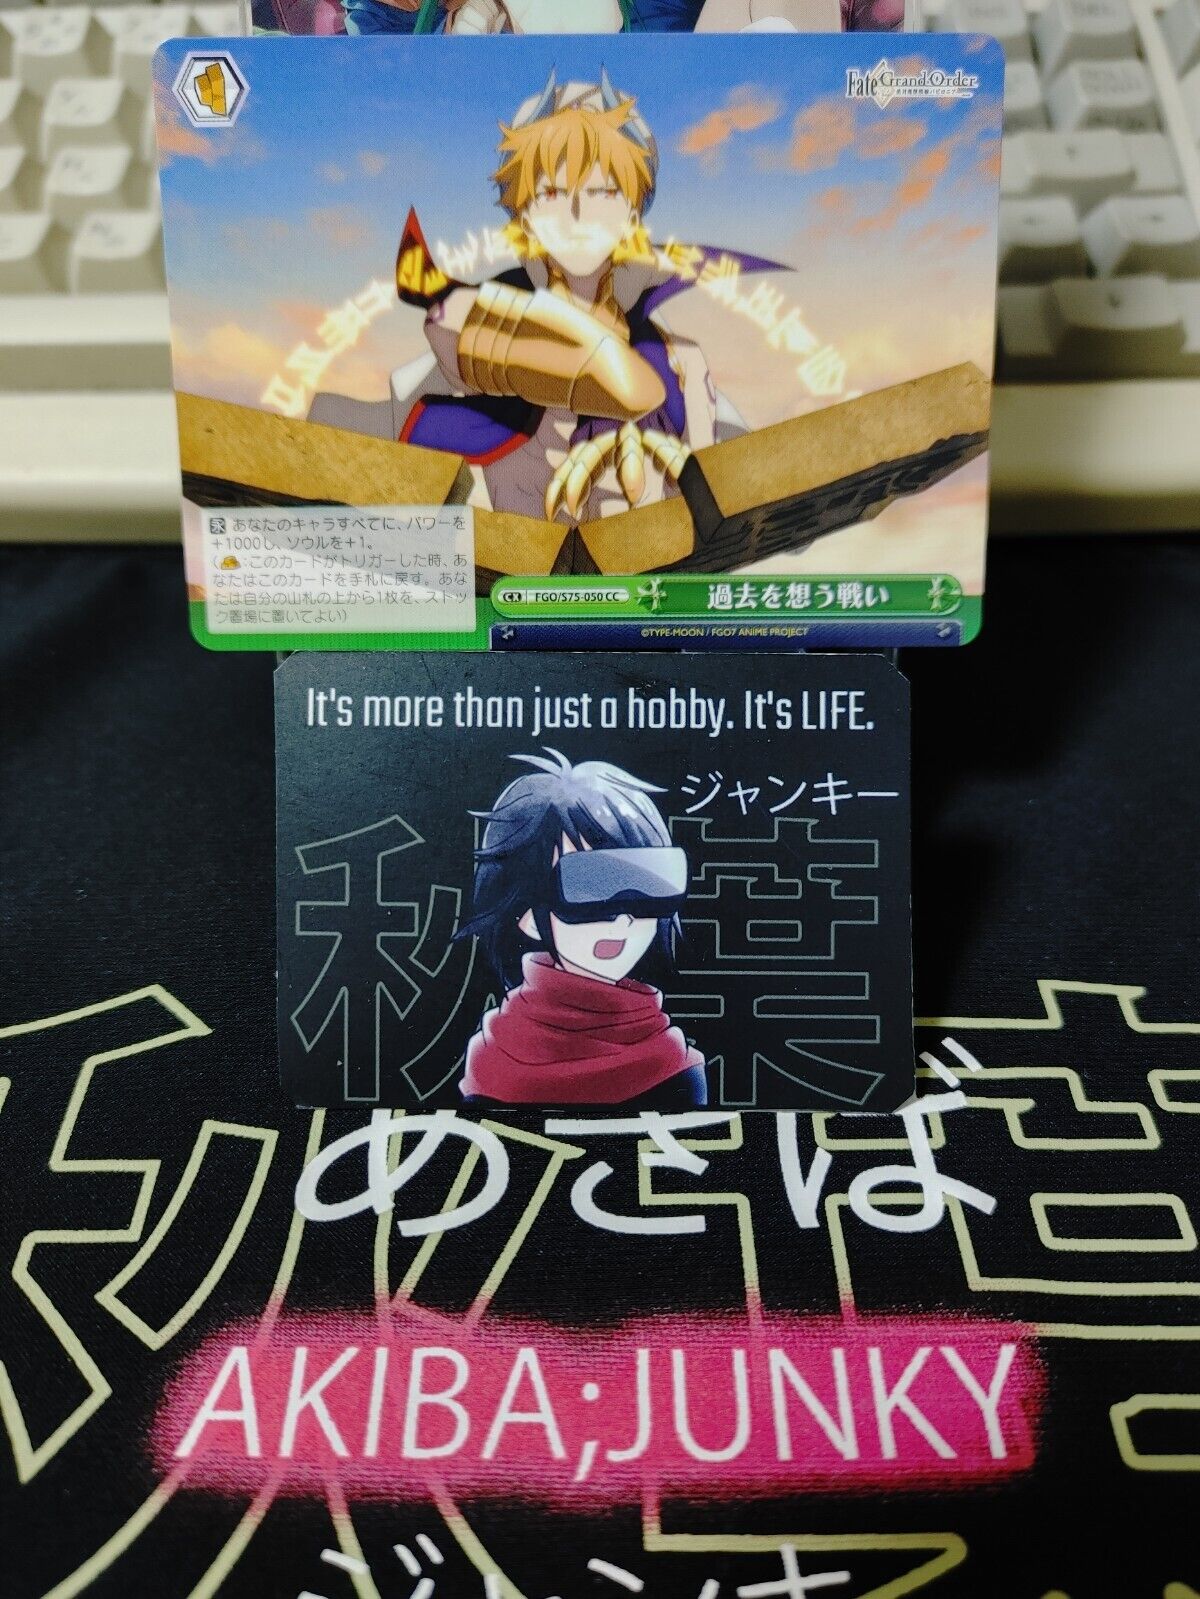 Fate Grand Order
永 あなたのキャラすべてに、パワーを
+1000し、ソウルを+1。
(:このカードがトリガーした時、あ
なたはこのカードを手札に戻す。あな
たは自分の山札の上から1枚を、ストッ
ク置場に置いてよい)
CX FGO/S75-050 CC 過去を想う戦い
©TYPE-MOON / FGO7 ANIME PROJECT
It's more than just a hobby. It's LIFE.
ジャンキー
秋葉
めさば
秋葉
AKIBA;JUNKY
ジャンキ